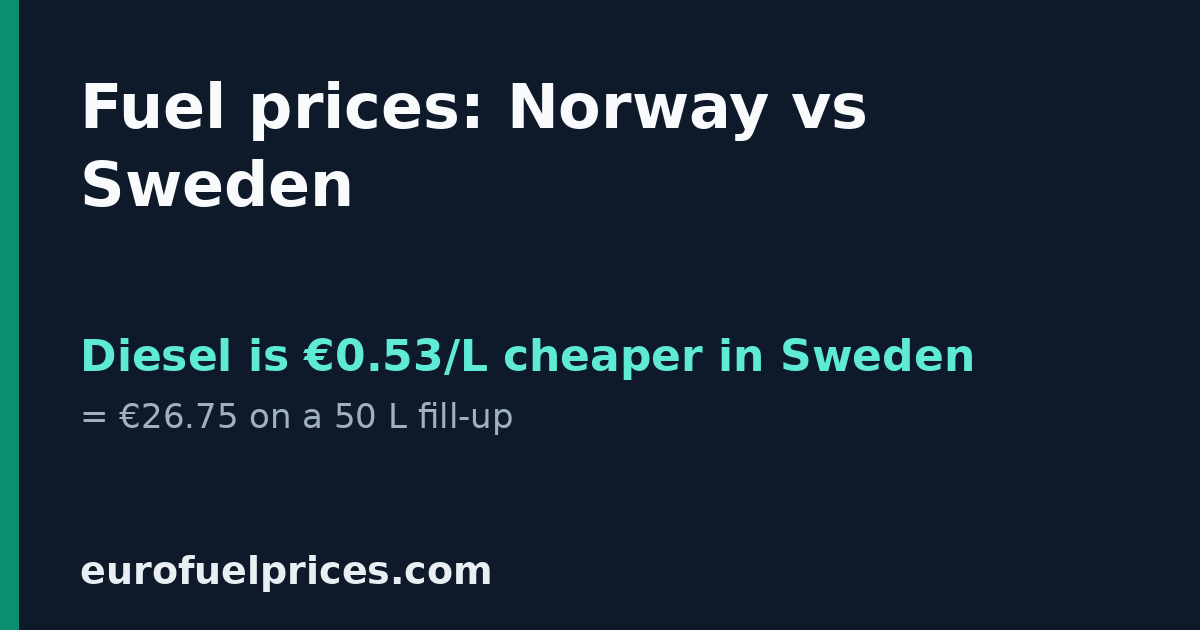 Fuel prices: Norway vs
Sweden
Diesel is €0.53/L cheaper in Sweden
= €26.75 on a 50 L fill-up
eurofuelprices.com